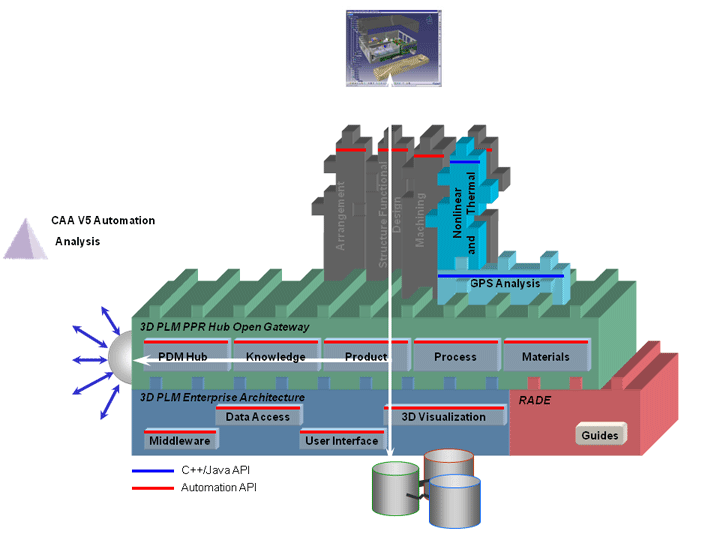 CAA V5 Automation
Analysis
Arrangement
Structure Functional
Design
Machining
Nonlinear
and Thermal
GPS Analysis
3D PLM PPR Hub Open Gateway
PDM Hub
Knowledge
Product
Process
Materials
3D PLM Enterprise Architecture
RADE
Data Access
3D Visualization
Middleware
User Interface
Guides
C++/Java API
Automation API